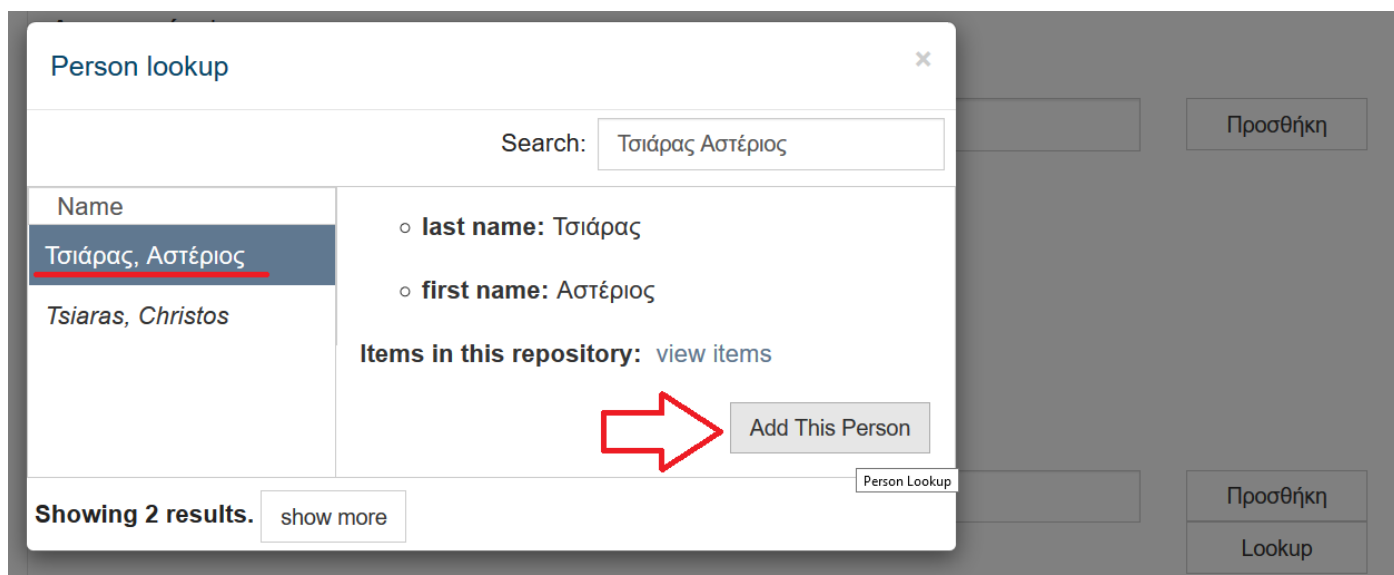 Person lookup
×
Search: Τσιάρας Αστέριος
Προσθήκη
Name
Τσιάρας, Αστέριος
Tsiaras, Christos
last name: Τσιάρας
first name: Αστέριος
Items in this repository: view items
Add This Person
Person Lookup
Showing 2 results. show more
Προσθήκη
Lookup